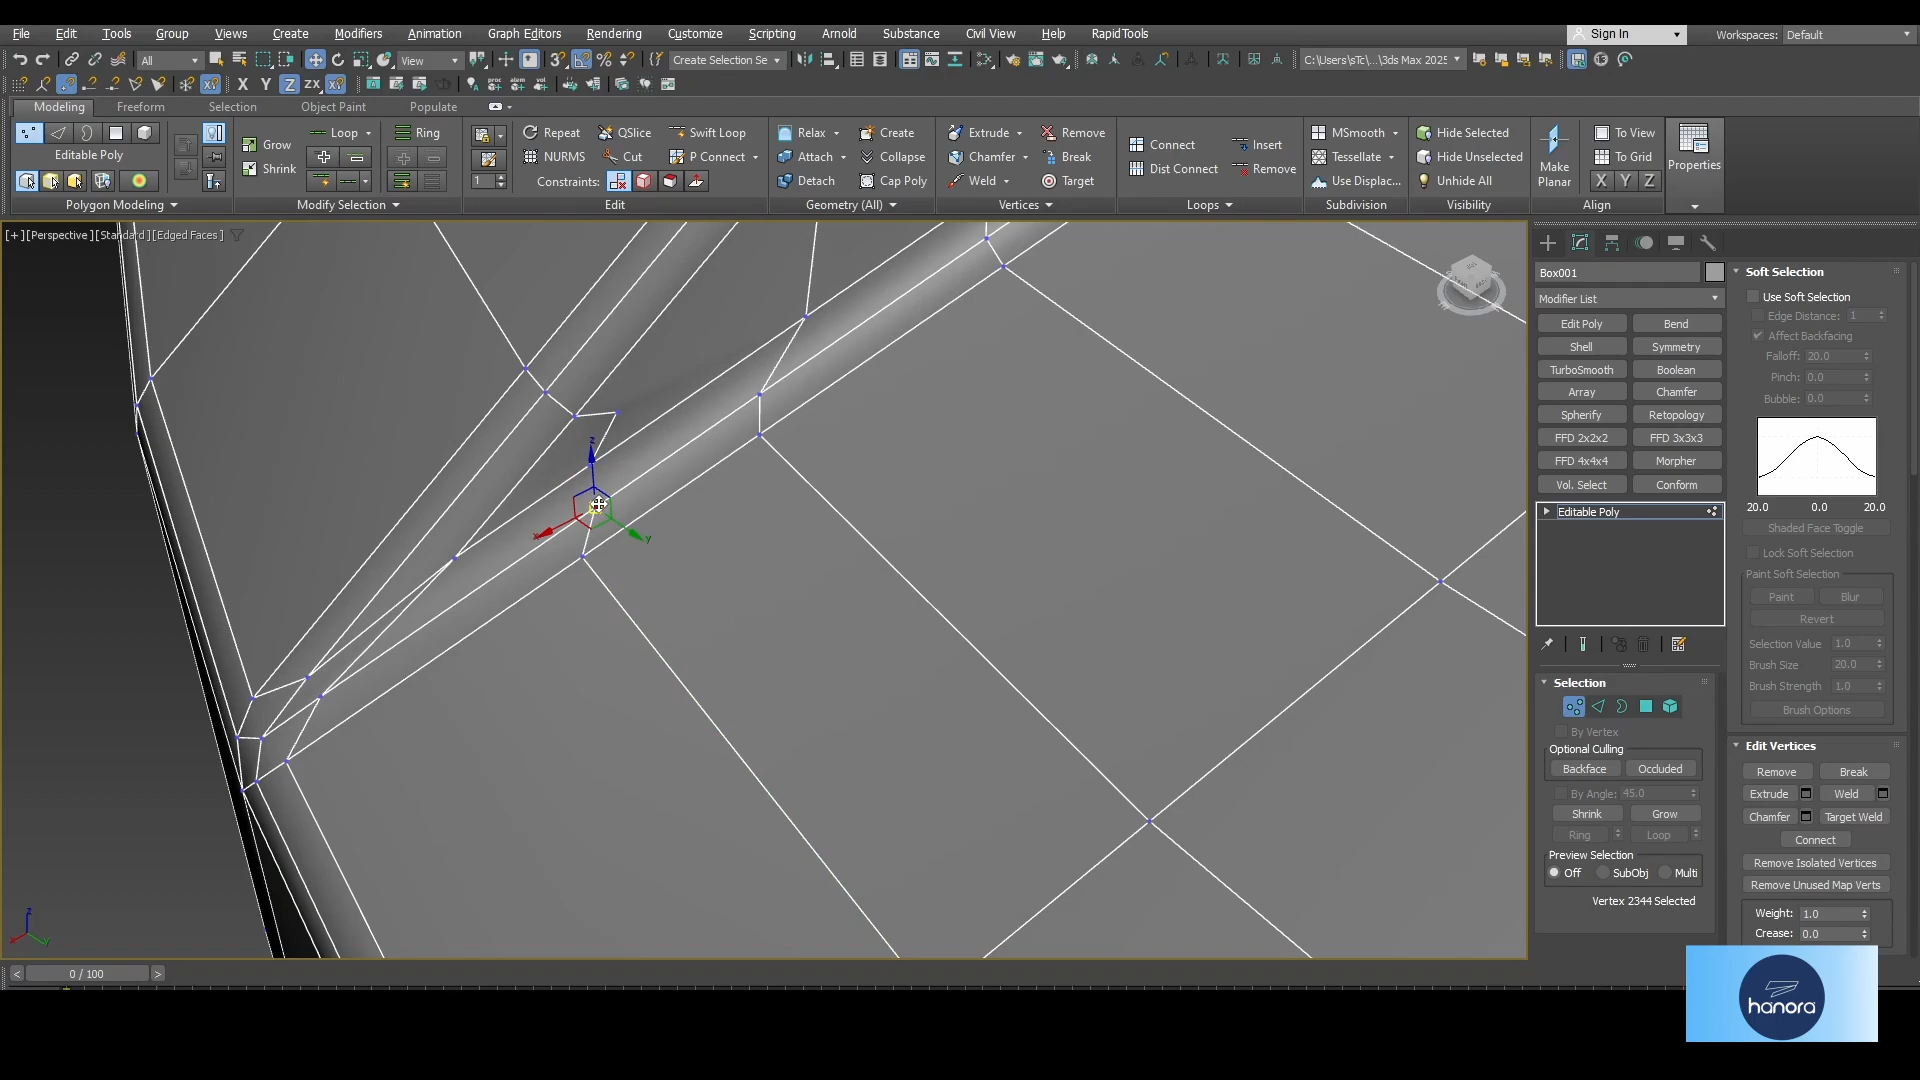 File Edit Tools Group Views Create Modifiers Animation Graph Editors Rendering Customize Scripting Arnold Substance Civil View Help RapidTools Sign In Workspaces: Default
All View Create Selection Se C:\Users\sTc\...\3ds Max 2025
X Y Z ZX XP
Modeling Freeform Selection Object Paint Populate
Loop Ring Repeat QSlice Swift Loop Relax Create Extrude Remove MSmooth Hide Selected To View
Editable Poly Grow NURMS Cut P Connect Attach Collapse Chamfer Break Connect Insert Tessellate Hide Unselected Make Planar To Grid Properties
Shrink 1 Constraints: Detach Cap Poly Weld Target Dist Connect Remove Use Displac... Unhide All X Y Z
Polygon Modeling Modify Selection Edit Geometry (All) Vertices Loops Subdivision Visibility Align
[+] [Perspective] [Standard] [Edged Faces]
Box001
Modifier List
Edit Poly Bend
Shell Symmetry
TurboSmooth Boolean
Array Chamfer
Spherify Retopology
FFD 2x2x2 FFD 3x3x3
FFD 4x4x4 Morpher
Vol. Select Conform
Editable Poly
Selection
By Vertex
Optional Culling
Backface Occluded
By Angle: 45.0
Shrink Grow
Ring Loop
Preview Selection
Off SubObj Multi
Vertex 2344 Selected
Soft Selection
Use Soft Selection
Edge Distance: 1
Affect Backfacing
Falloff: 20.0
Pinch: 0.0
Bubble: 0.0
20.0 0.0 20.0
Shaded Face Toggle
Lock Soft Selection
Paint Soft Selection
Paint Blur
Revert
Selection Value 1.0
Brush Size 20.0
Brush Strength 1.0
Brush Options
Edit Vertices
Remove Break
Extrude Weld
Chamfer Target Weld
Connect
Remove Isolated Vertices
Remove Unused Map Verts
Weight: 1.0
Crease: 0.0
z
x y
z
x y
< 0 / 100 >
hanora